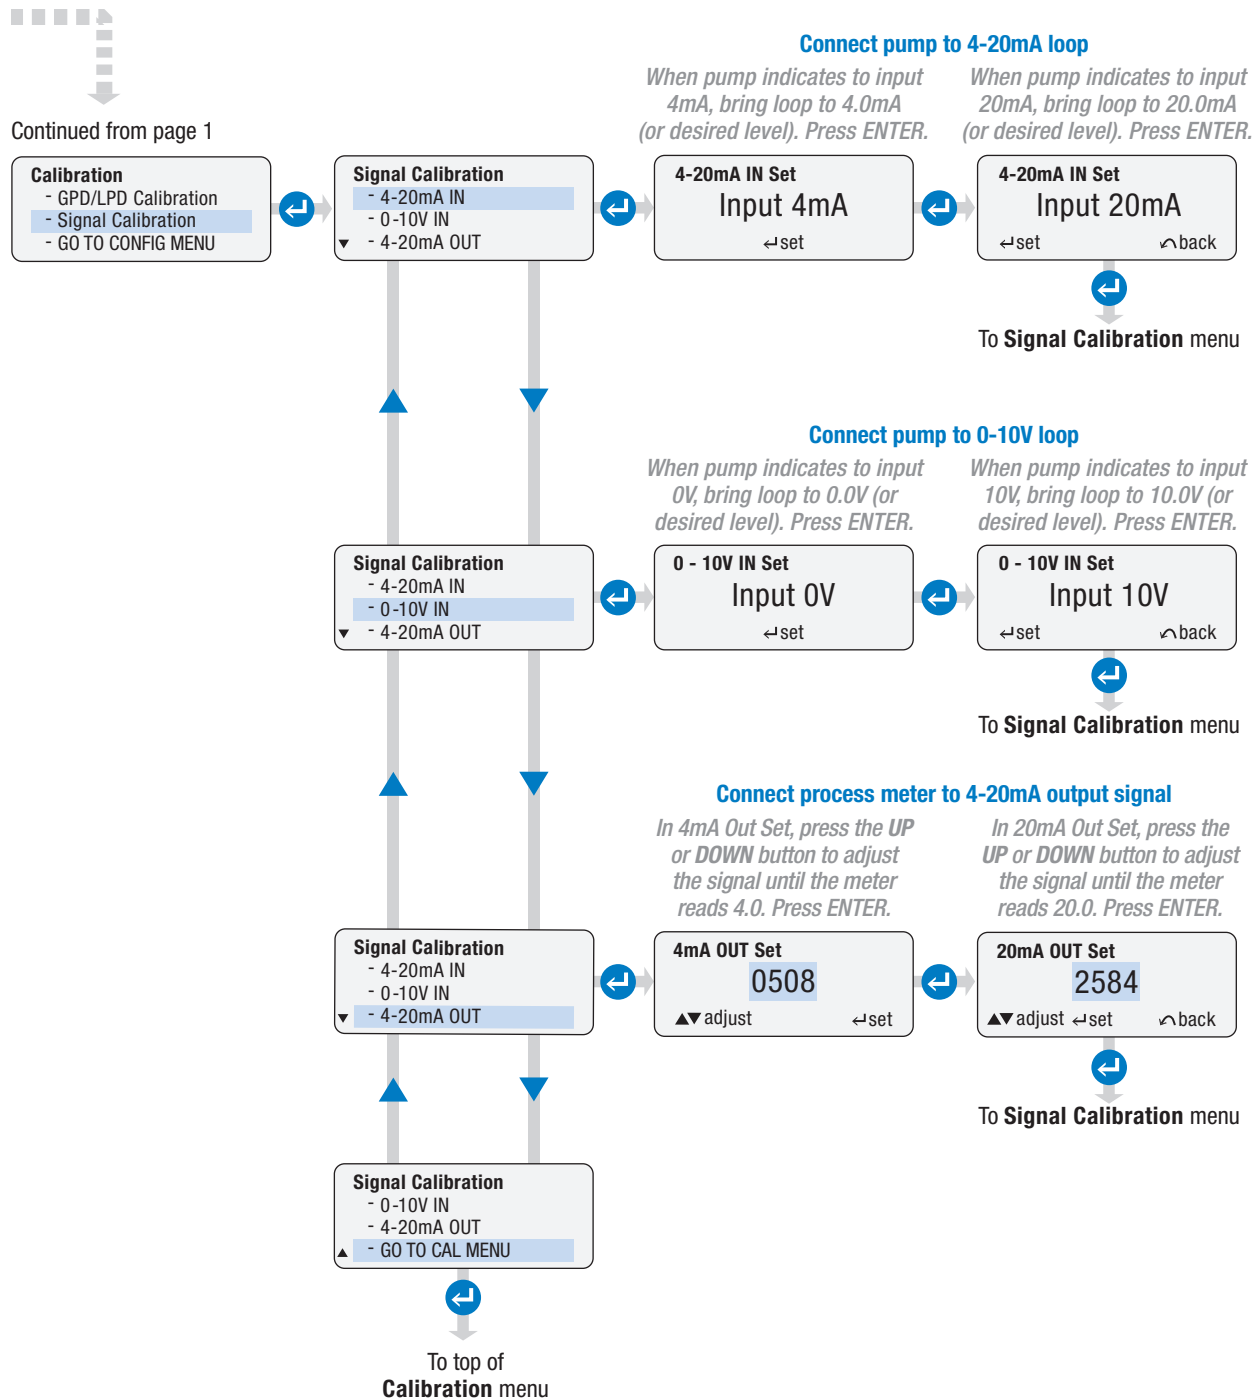 Continued from page 1
Calibration
- GPD/LPD Calibration
- Signal Calibration
- GO TO CONFIG MENU
Signal Calibration
- 4-20mA IN
- 0-10V IN
▼ - 4-20mA OUT
Connect pump to 4-20mA loop
When pump indicates to input
4mA, bring loop to 4.0mA
(or desired level). Press ENTER.
4-20mA IN Set
Input 4mA
↵set
When pump indicates to input
20mA, bring loop to 20.0mA
(or desired level). Press ENTER.
4-20mA IN Set
Input 20mA
↵set ↶back
To Signal Calibration menu
Connect pump to 0-10V loop
When pump indicates to input
0V, bring loop to 0.0V (or
desired level). Press ENTER.
When pump indicates to input
10V, bring loop to 10.0V (or
desired level). Press ENTER.
Signal Calibration
- 4-20mA IN
- 0-10V IN
▼ - 4-20mA OUT
0 - 10V IN Set
Input 0V
↵set
0 - 10V IN Set
Input 10V
↵set ↶back
To Signal Calibration menu
Connect process meter to 4-20mA output signal
In 4mA Out Set, press the UP
or DOWN button to adjust
the signal until the meter
reads 4.0. Press ENTER.
In 20mA Out Set, press the
UP or DOWN button to adjust
the signal until the meter
reads 20.0. Press ENTER.
Signal Calibration
- 4-20mA IN
- 0-10V IN
▼ - 4-20mA OUT
4mA OUT Set
0508
▲▼ adjust ↵set
20mA OUT Set
2584
▲▼ adjust ↵set ↶back
To Signal Calibration menu
Signal Calibration
- 0-10V IN
- 4-20mA OUT
▲ - GO TO CAL MENU
To top of
Calibration menu